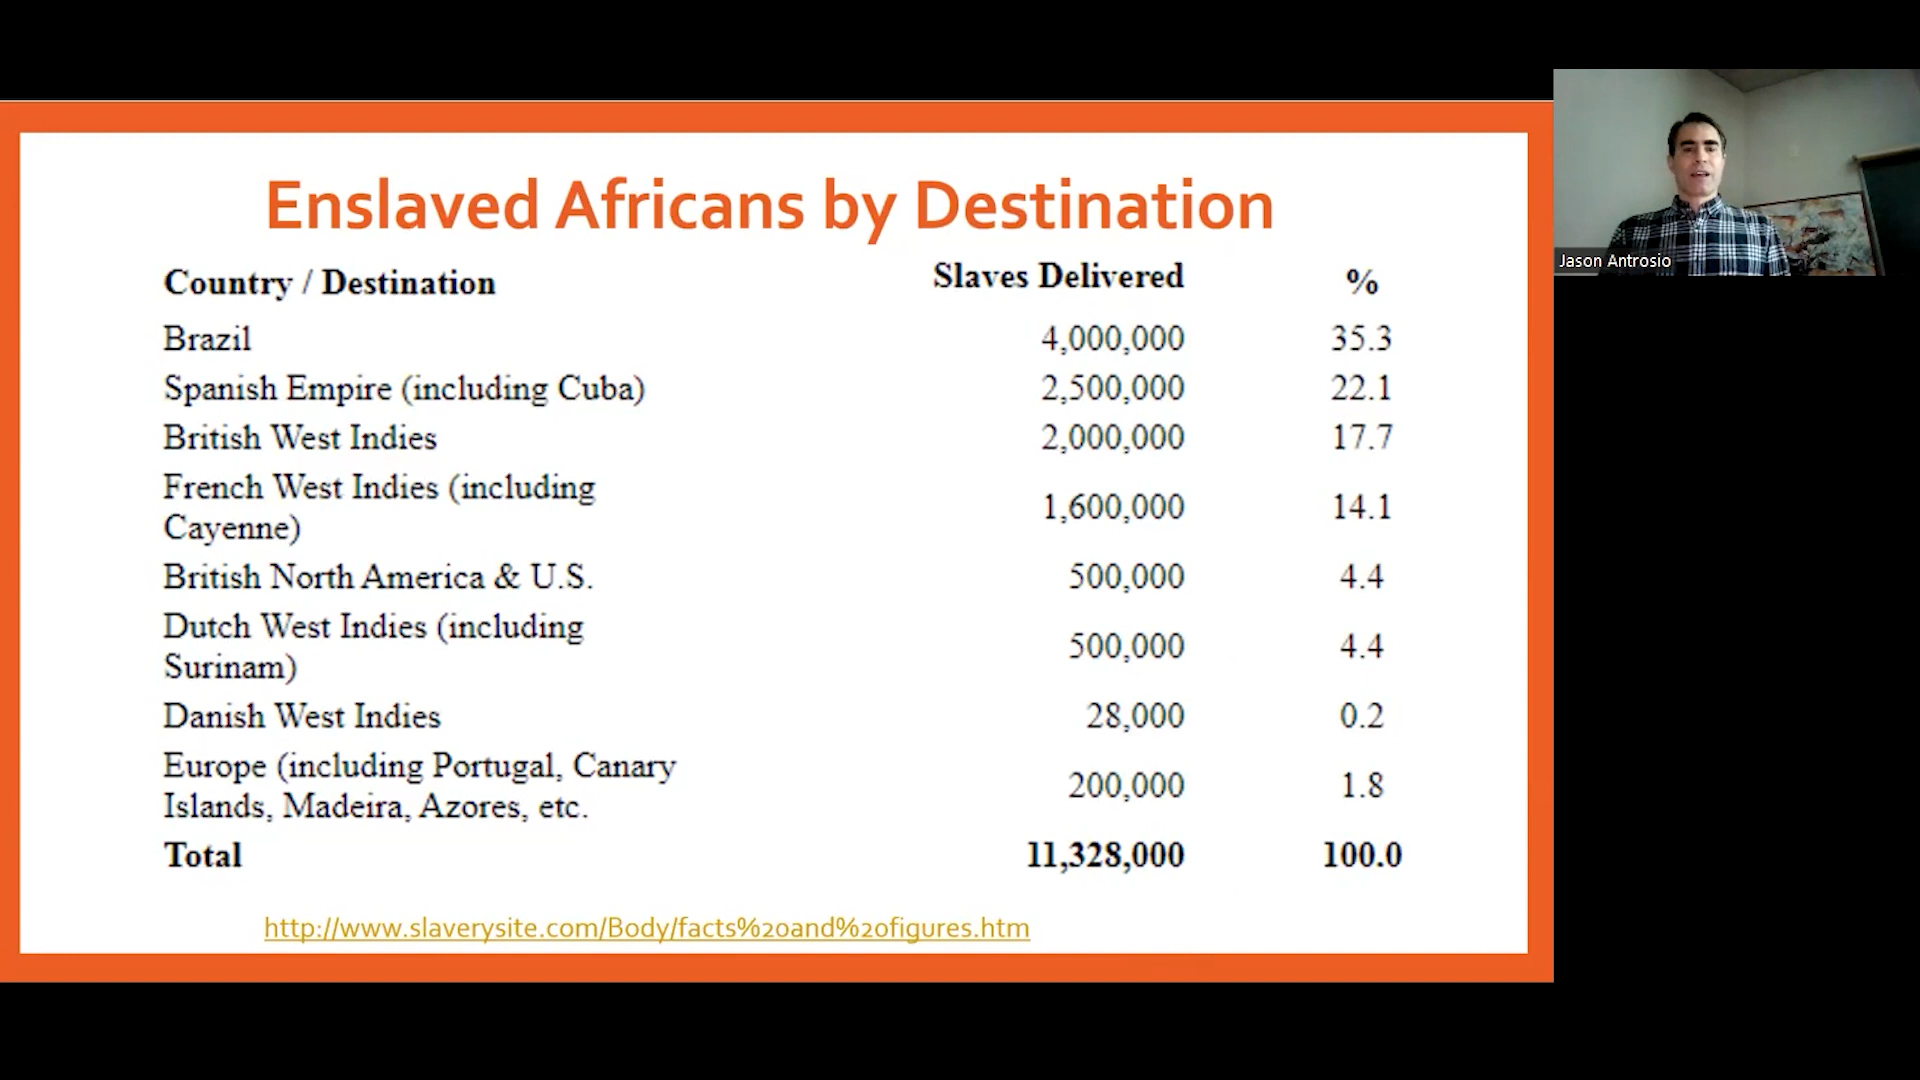 Enslaved Africans by Destination
Country / Destination Slaves Delivered %
Brazil 4,000,000 35.3
Spanish Empire (including Cuba) 2,500,000 22.1
British West Indies 2,000,000 17.7
French West Indies (including
Cayenne) 1,600,000 14.1
British North America & U.S. 500,000 4.4
Dutch West Indies (including
Surinam) 500,000 4.4
Danish West Indies 28,000 0.2
Europe (including Portugal, Canary
Islands, Madeira, Azores, etc. 200,000 1.8
Total 11,328,000 100.0
http://www.slaverysite.com/Body/facts%20and%20figures.htm
Jason Antrosio